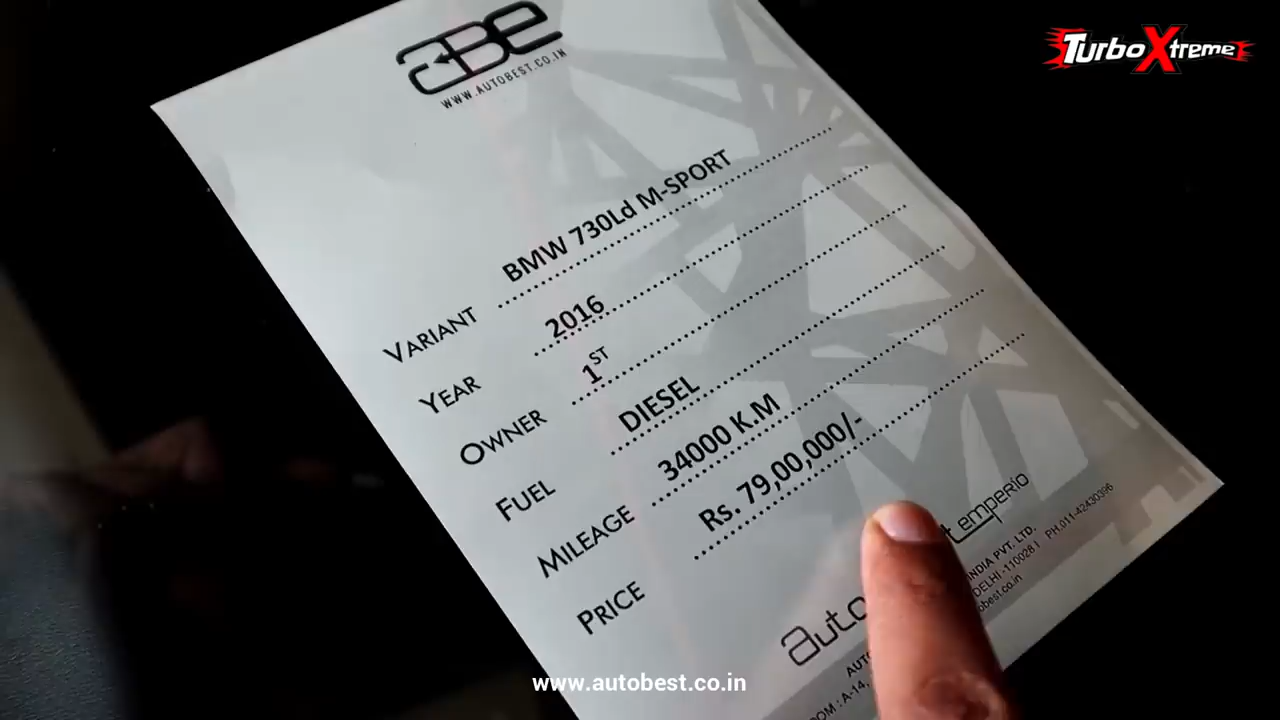 TurboXtreme
aBe
WWW.AUTOBEST.CO.IN
VARIANT BMW 730Ld M-SPORT
YEAR 2016
OWNER 1ST
FUEL DIESEL
MILEAGE 34000 K.M
PRICE Rs. 79,00,000/-
auto emperio
INDIA PVT. LTD.
DELHI -110028 | PH.011-42430396
www.autobest.co.in